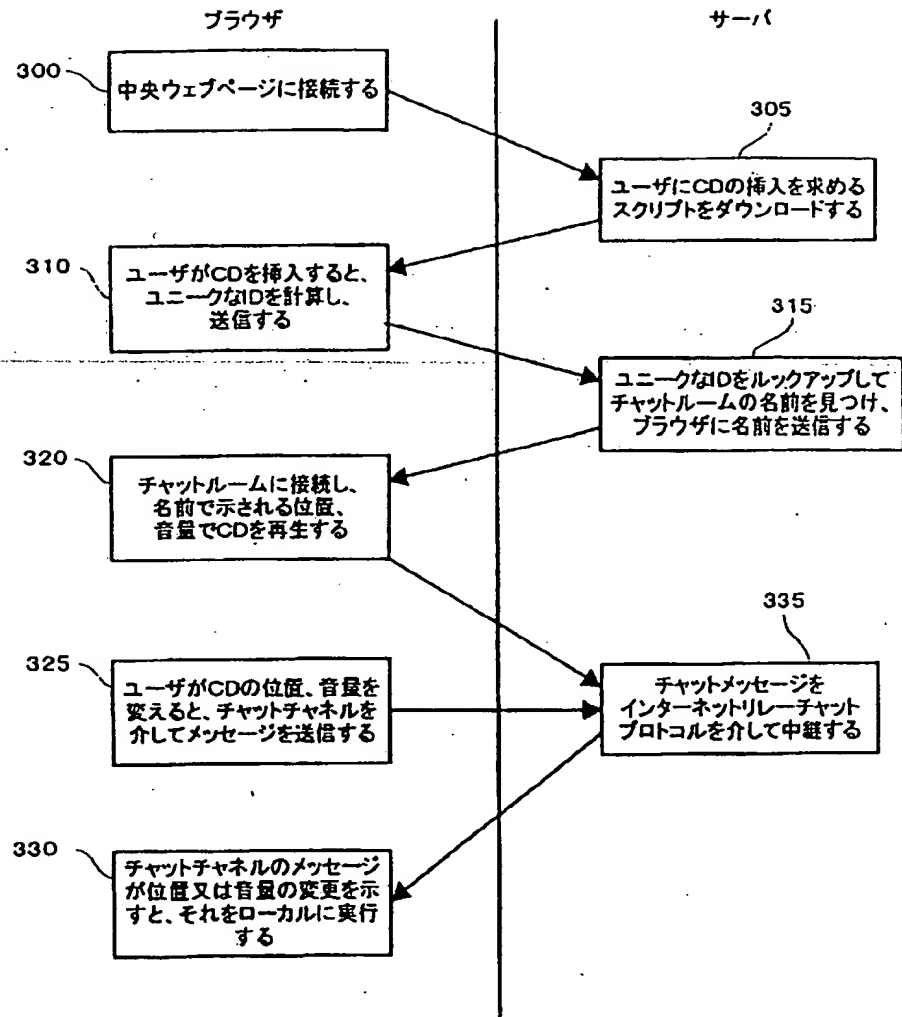 ブラウザ
サーバ
300
中央ウェブページに接続する
305
ユーザにCDの挿入を求める
スクリプトをダウンロードする
310
ユーザがCDを挿入すると、
ユニークなIDを計算し、
送信する
315
ユニークなIDをルックアップして
チャットルームの名前を見つけ、
ブラウザに名前を送信する
320
チャットルームに接続し、
名前で示される位置、
音量でCDを再生する
335
チャットメッセージを
インターネットリレーチャット
プロトコルを介して中継する
325
ユーザがCDの位置、音量を
変えると、チャットチャネルを
介してメッセージを送信する
330
チャットチャネルのメッセージ
が位置又は音量の変更を示
すと、それをローカルに実行
する